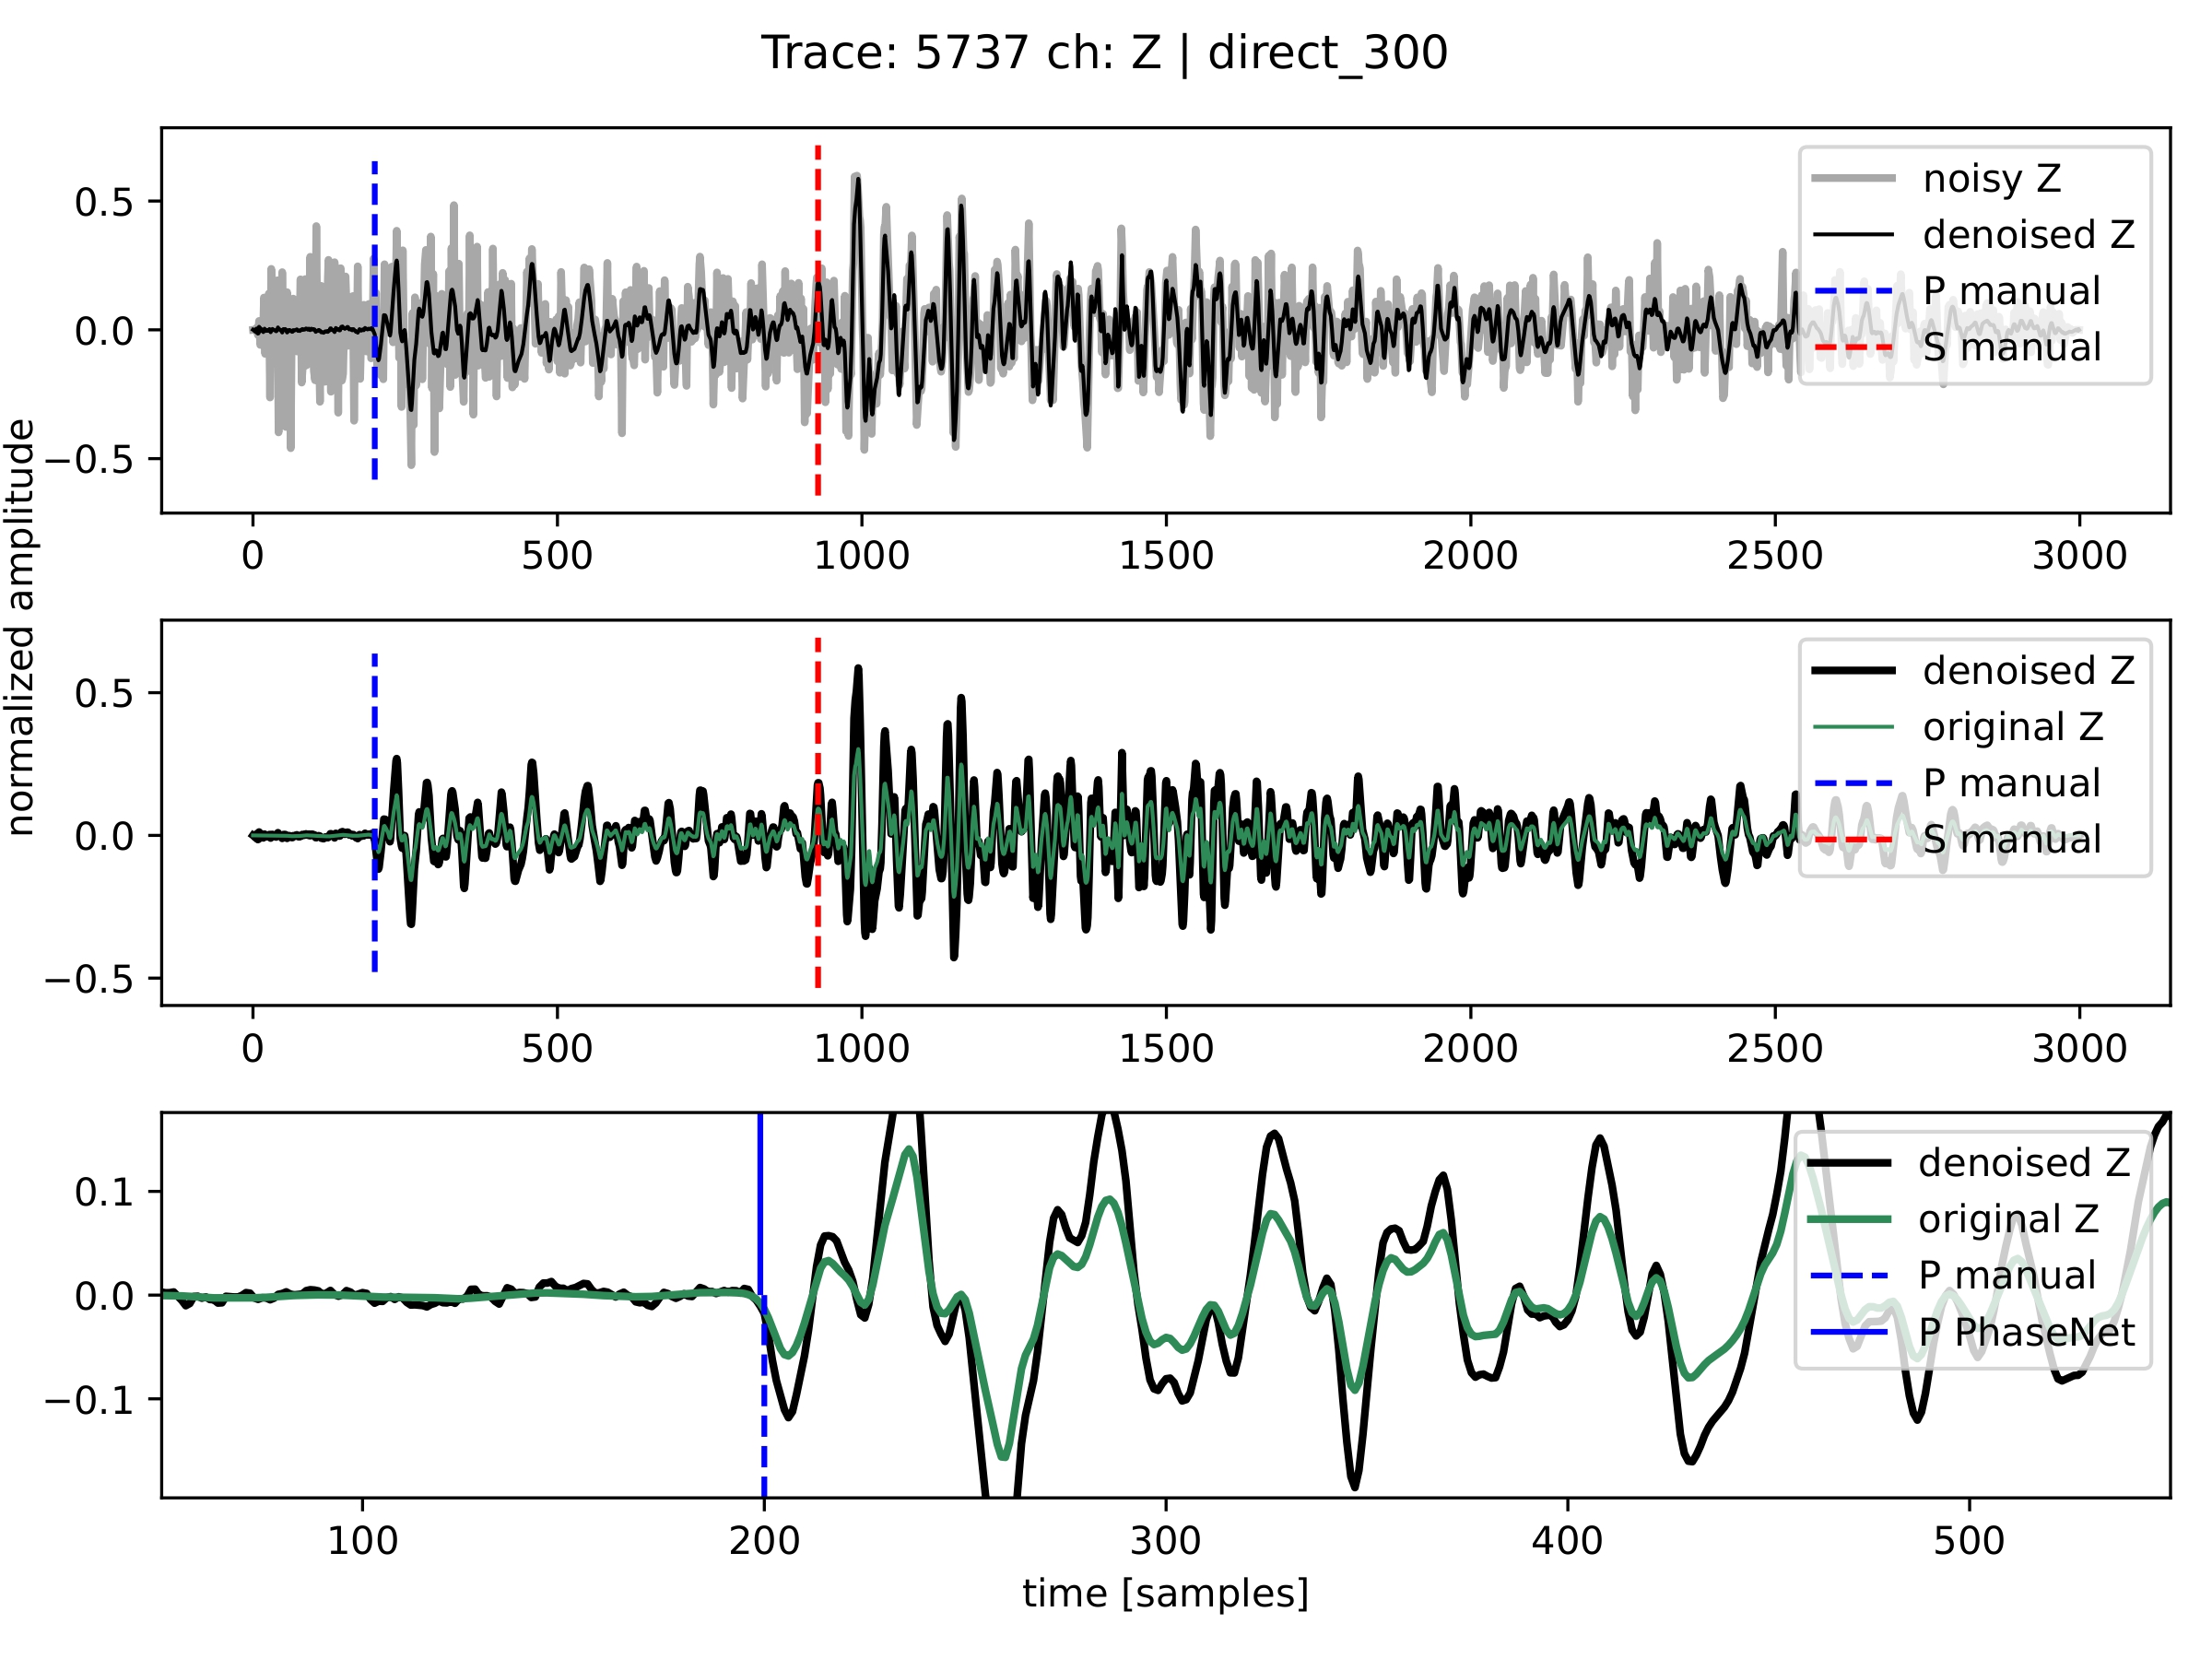 Trace: 5737 ch: Z | direct_300
normalized amplitude
0.5
0.0
−0.5
0 500 1000 1500 2000 2500 3000
noisy Z
denoised Z
P manual
S manual
0.5
0.0
−0.5
0 500 1000 1500 2000 2500 3000
denoised Z
original Z
P manual
S manual
0.1
0.0
−0.1
100 200 300 400 500
denoised Z
original Z
P manual
P PhaseNet
time [samples]